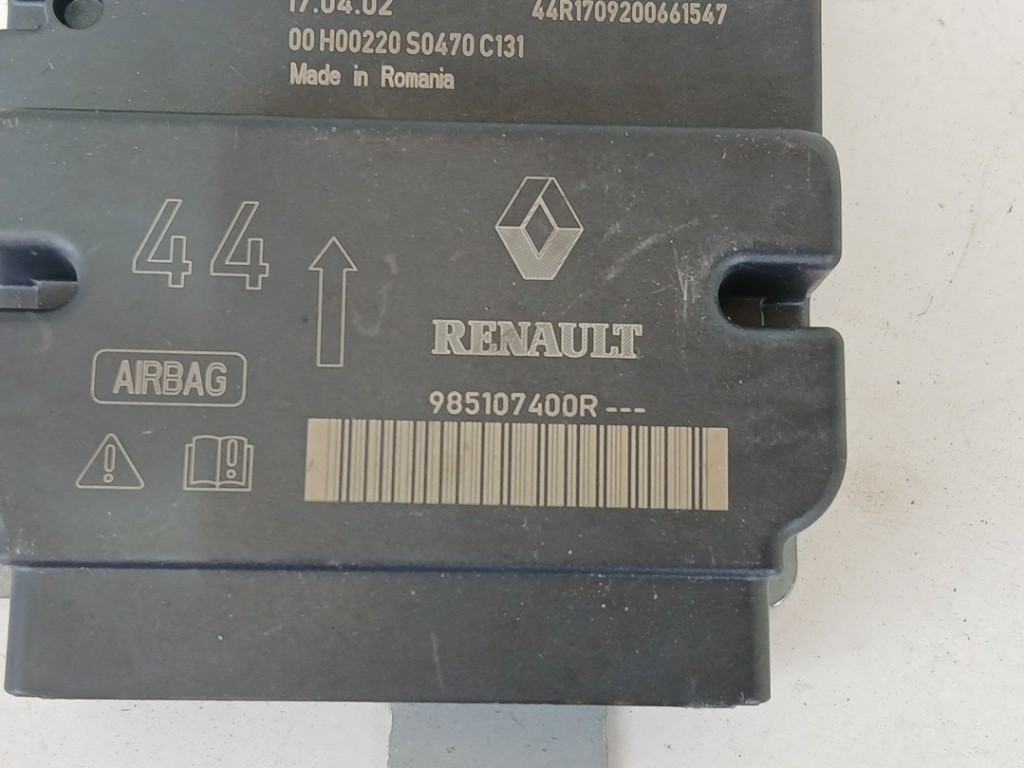 17.04.02 44R1709200661547
00 H00220 S0470 C131
Made in Romania
44
RENAULT
AIRBAG
985107400R ---